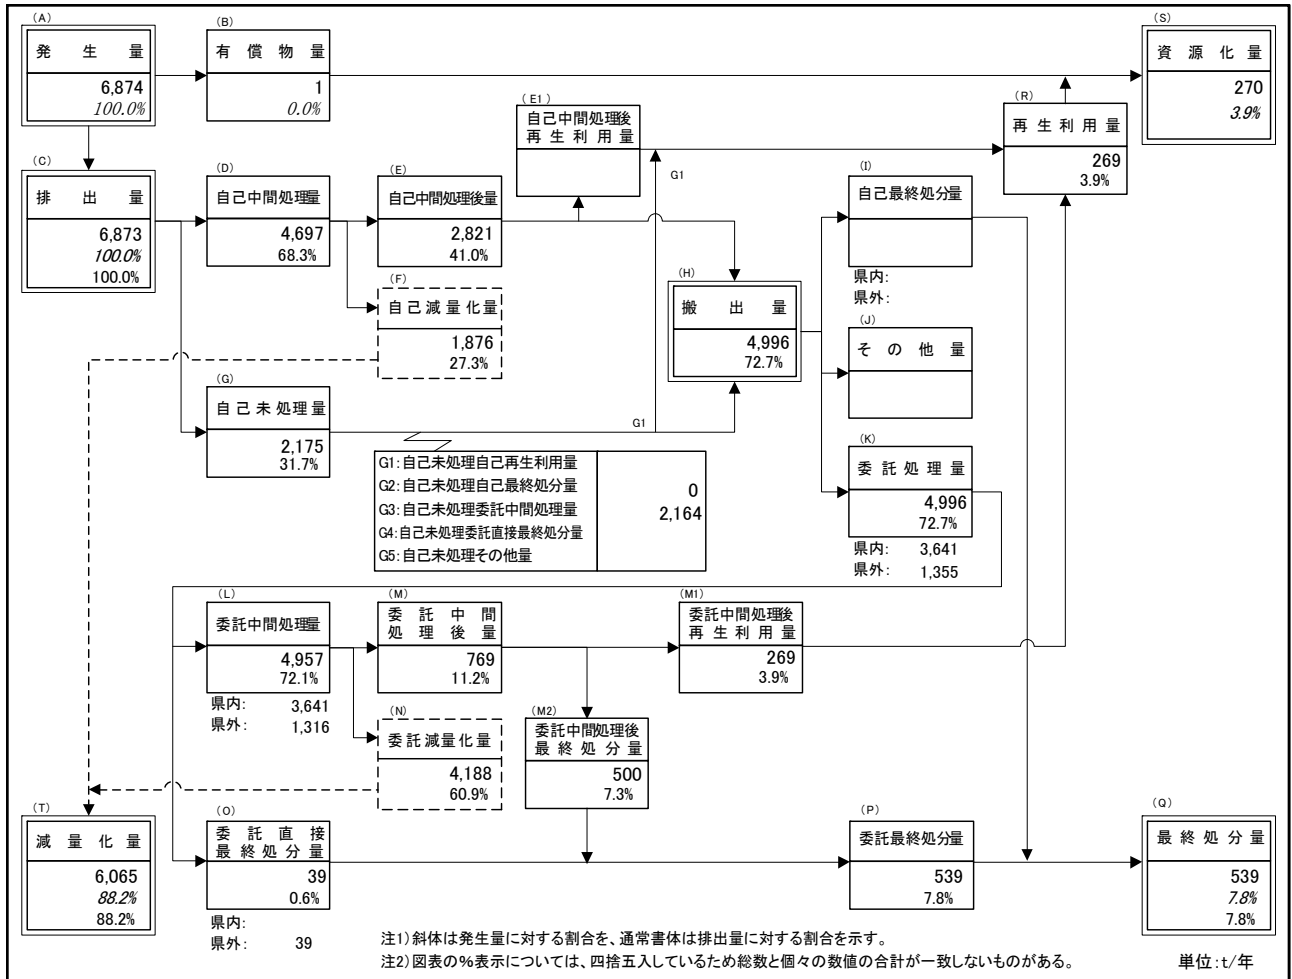 (A)
発生量
6,874
100.0%
(B)
有償物量
1
0.0%
(S)
資源化量
270
3.9%
(E1)
自己中間処理後
再生利用量
(R)
再生利用量
269
3.9%
G1
(C)
排出量
6,873
100.0%
100.0%
(D)
自己中間処理量
4,697
68.3%
(E)
自己中間処理後量
2,821
41.0%
(F)
自己減量化量
1,876
27.3%
(H)
搬出量
4,996
72.7%
(I)
自己最終処分量
県内:
県外:
(J)
その他量
(G)
自己未処理量
2,175
31.7%
G1
G1:自己未処理自己再生利用量
G2:自己未処理自己最終処分量
G3:自己未処理委託中間処理量
G4:自己未処理委託直接最終処分量
G5:自己未処理その他量
0
2,164
(K)
委託処理量
4,996
72.7%
県内: 3,641
県外: 1,355
(L)
委託中間処理量
4,957
72.1%
県内: 3,641
県外: 1,316
(M)
委託中間
処理後量
769
11.2%
(M1)
委託中間処理後
再生利用量
269
3.9%
(N)
委託減量化量
4,188
60.9%
(M2)
委託中間処理後
最終処分量
500
7.3%
(T)
減量化量
6,065
88.2%
88.2%
(O)
委託直接
最終処分量
39
0.6%
県内:
県外: 39
(P)
委託最終処分量
539
7.8%
(Q)
最終処分量
539
7.8%
7.8%
注1)斜体は発生量に対する割合を、通常書体は排出量に対する割合を示す。
注2)図表の%表示については、四捨五入しているため総数と個々の数値の合計が一致しないものがある。
単位:t/年